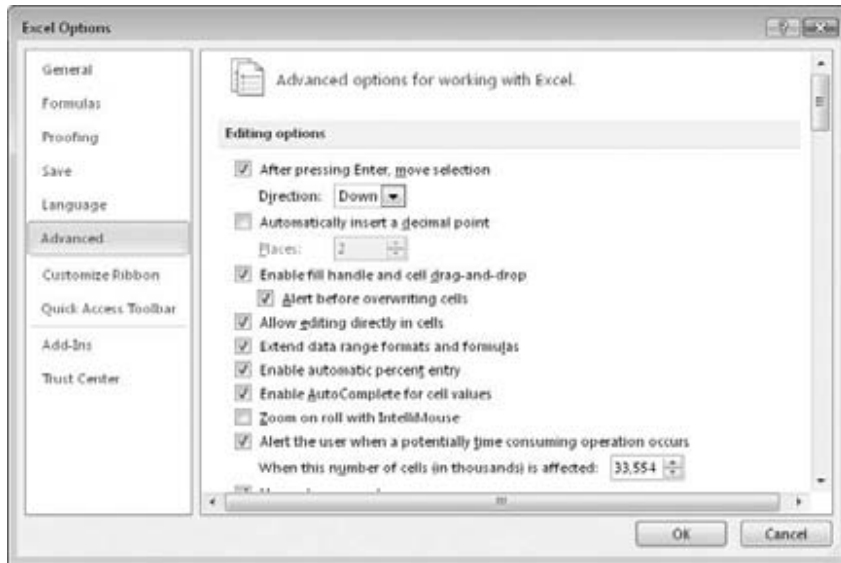 Excel Options
General
Formulas
Proofing
Save
Language
Advanced
Customize Ribbon
Quick Access Toolbar
Add-Ins
Trust Center
Advanced options for working with Excel.
Editing options
After pressing Enter, move selection
Direction: Down
Automatically insert a decimal point
Places: 2
Enable fill handle and cell drag-and-drop
Alert before overwriting cells
Allow editing directly in cells
Extend data range formats and formulas
Enable automatic percent entry
Enable AutoComplete for cell values
Zoom on roll with IntelliMouse
Alert the user when a potentially time consuming operation occurs
When this number of cells (in thousands) is affected: 33,554
OK
Cancel